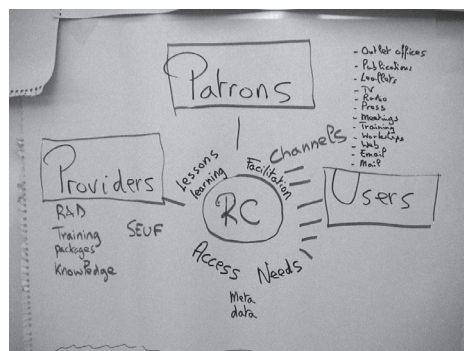 Patrons
- Outlet offices
- Publications
- Leaflets
- TV
- Radio
- Press
- Meetings
- Training
- Workshops
- Web
- Email
- Mail
Channels
Providers
Lessons
learning
Facilitation
Users
RC
R&D
Training
packages
Knowledge
SEUF
Access Needs
Meta
data